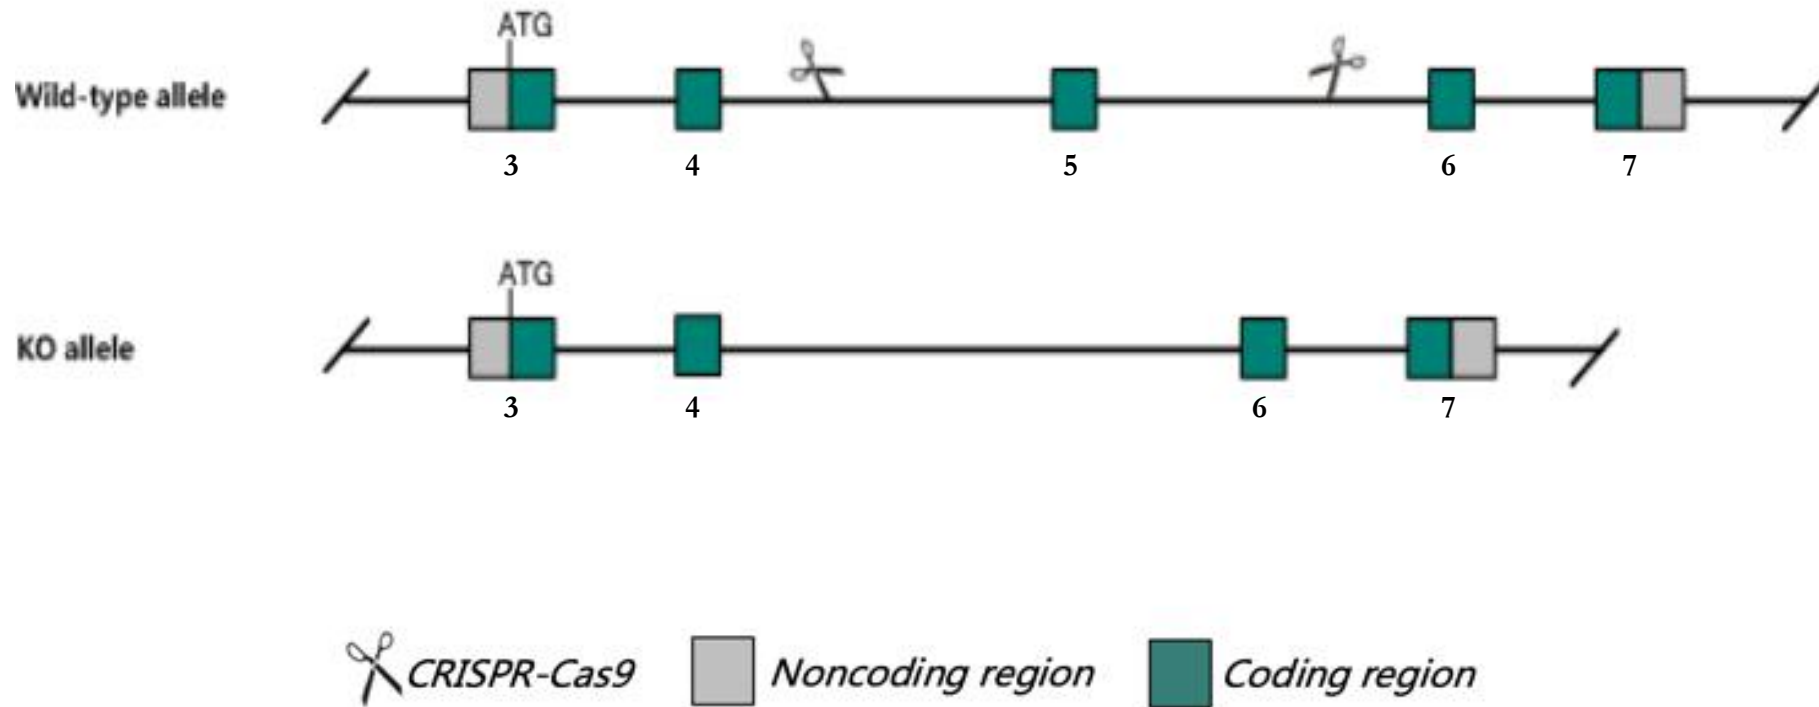 ATG
Wild-type allele
3 4 5 6 7
ATG
KO allele
3 4 6 7
CRISPR-Cas9 Noncoding region Coding region